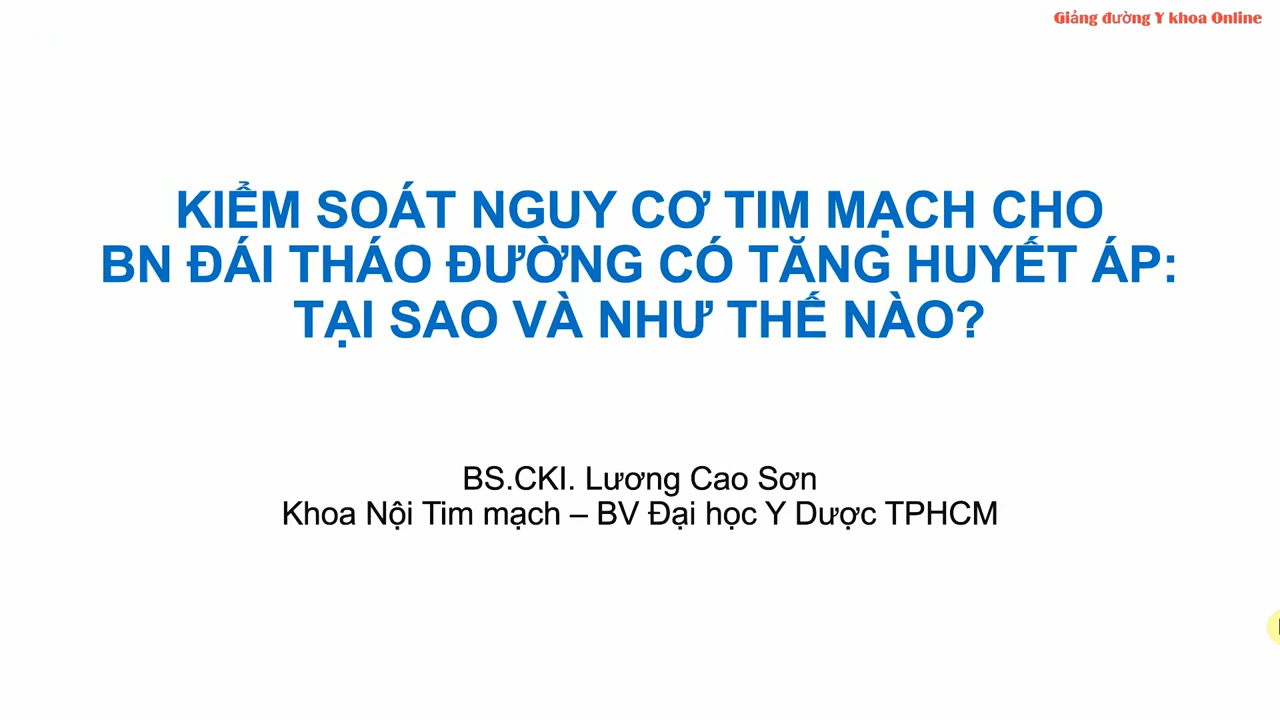 Giảng đường Y khoa Online
KIỂM SOÁT NGUY CƠ TIM MẠCH CHO
BN ĐÁI THÁO ĐƯỜNG CÓ TĂNG HUYẾT ÁP:
TẠI SAO VÀ NHƯ THẾ NÀO?
BS.CKI. Lương Cao Sơn
Khoa Nội Tim mạch – BV Đại học Y Dược TPHCM